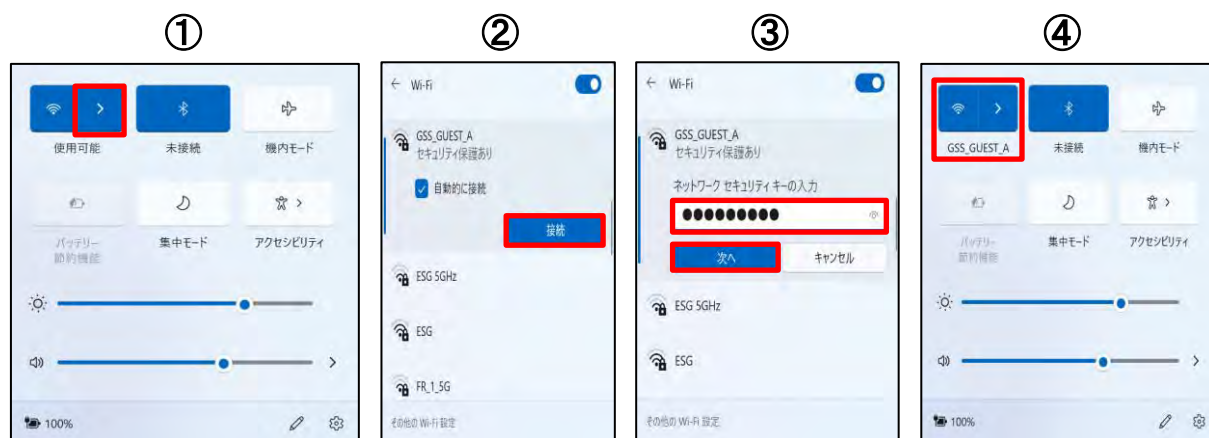 ①
使用可能
未接続
機内モード
バッテリー
節約機能
集中モード
アクセシビリティ
100%
②
Wi-Fi
GSS_GUEST_A
セキュリティ保護あり
自動的に接続
接続
ESG 5GHz
ESG
FR_1_5G
その他の Wi-Fi 設定
③
Wi-Fi
GSS_GUEST_A
セキュリティ保護あり
ネットワーク セキュリティ キーの入力
●●●●●●●●●
次へ
キャンセル
ESG 5GHz
ESG
その他の Wi-Fi 設定
④
GSS_GUEST_A
未接続
機内モード
バッテリー
節約機能
集中モード
アクセシビリティ
100%